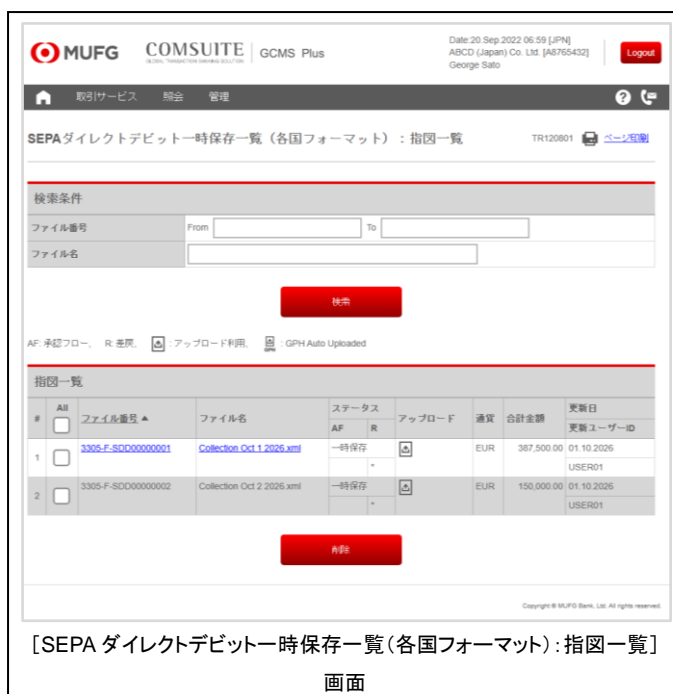 MUFG COMSUITE GCMS Plus
GLOBAL TRANSACTION BANKING SOLUTION
Date:20.Sep.2022 06:59 [JPN]
ABCD (Japan) Co. Ltd. [A8765432]
George Sato
Logout
取引サービス 照会 管理
SEPAダイレクトデビット一時保存一覧（各国フォーマット）：指図一覧 TR120801 ページ印刷
検索条件
ファイル番号 From To
ファイル名
検索
AF: 承認フロー、 R: 差戻、 : アップロード利用、 : GPH Auto Uploaded
指図一覧
# All ファイル番号 ▲ ファイル名 ステータス アップロード 通貨 合計金額 更新日
AF R 更新ユーザーID
1 3305-F-SDD00000001 Collection Oct 1 2026.xml 一時保存 EUR 387,500.00 01.10.2026
- USER01
2 3305-F-SDD00000002 Collection Oct 2 2026.xml 一時保存 EUR 150,000.00 01.10.2026
- USER01
削除
Copyright © MUFG Bank, Ltd. All rights reserved.
[SEPA ダイレクトデビット一時保存一覧（各国フォーマット）：指図一覧]
画面